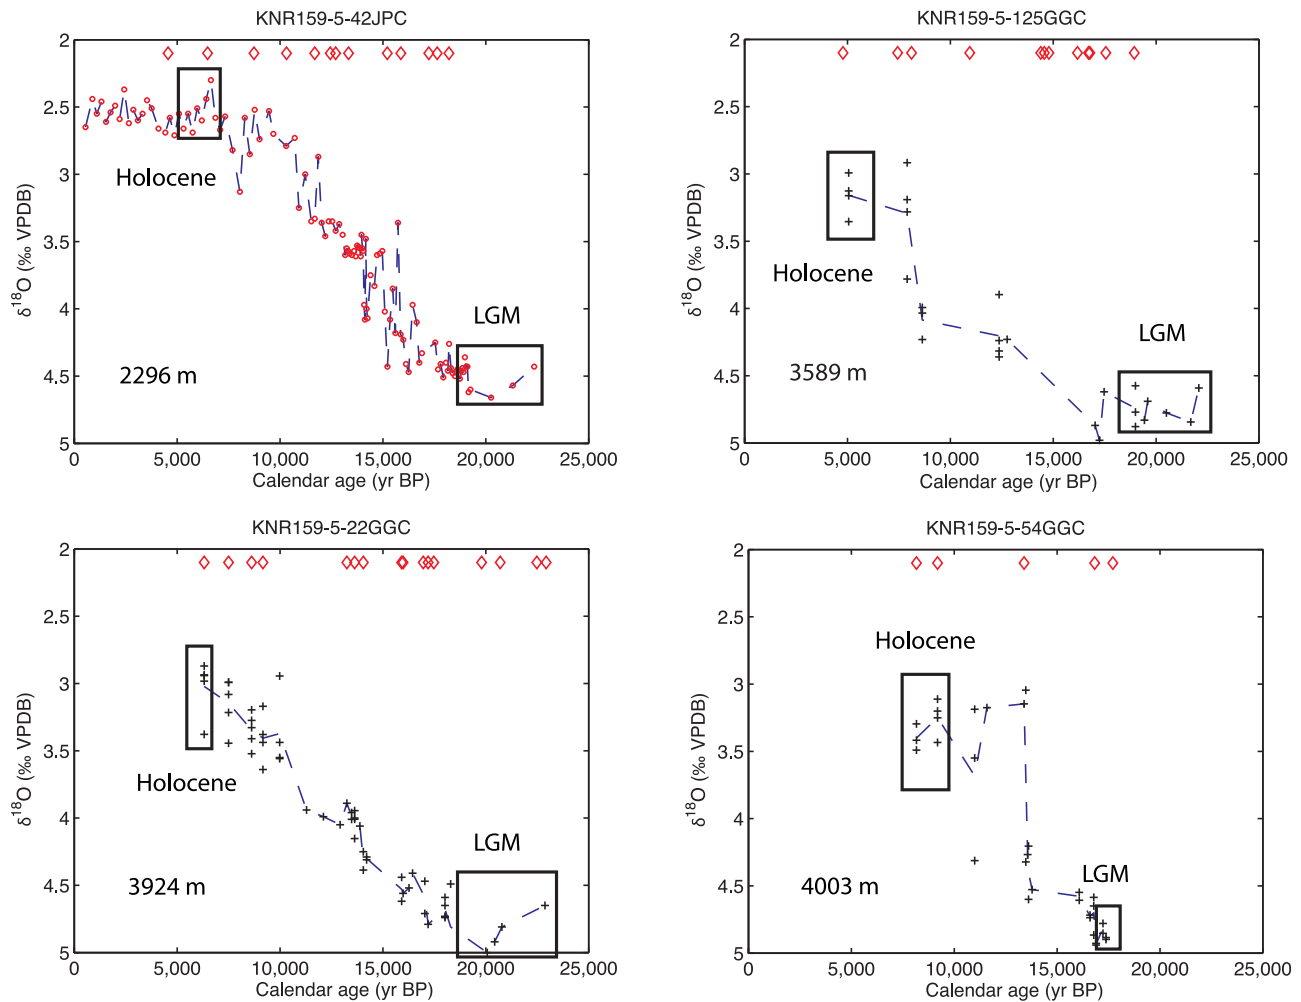 KNR159-5-42JPC
2
2.5
3
3.5
4
4.5
5
δ18O (‰ VPDB)
Holocene
LGM
2296 m
0
5,000
10,000
15,000
20,000
25,000
Calendar age (yr BP)
KNR159-5-125GGC
2
2.5
3
3.5
4
4.5
5
δ18O (‰ VPDB)
Holocene
LGM
3589 m
0
5,000
10,000
15,000
20,000
25,000
Calendar age (yr BP)
KNR159-5-22GGC
2
2.5
3
3.5
4
4.5
5
δ18O (‰ VPDB)
Holocene
LGM
3924 m
0
5,000
10,000
15,000
20,000
25,000
Calendar age (yr BP)
KNR159-5-54GGC
2
2.5
3
3.5
4
4.5
5
δ18O (‰ VPDB)
Holocene
LGM
4003 m
0
5,000
10,000
15,000
20,000
25,000
Calendar age (yr BP)